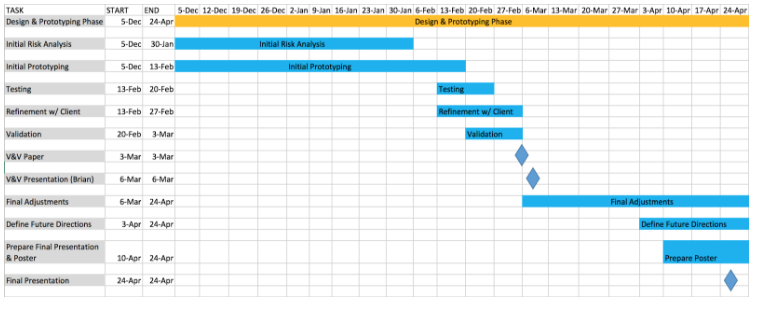 TASK START END 5-Dec 12-Dec 19-Dec 26-Dec 2-Jan 9-Jan 16-Jan 23-Jan 30-Jan 6-Feb 13-Feb 20-Feb 27-Feb 6-Mar 13-Mar 20-Mar 27-Mar 3-Apr 10-Apr 17-Apr 24-Apr
Design & Prototyping Phase 5-Dec 24-Apr Design & Prototyping Phase
Initial Risk Analysis 5-Dec 30-Jan Initial Risk Analysis
Initial Prototyping 5-Dec 13-Feb Initial Prototyping
Testing 13-Feb 20-Feb Testing
Refinement w/ Client 13-Feb 27-Feb Refinement w/ Client
Validation 20-Feb 3-Mar Validation
V&V Paper 3-Mar 3-Mar
V&V Presentation (Brian) 6-Mar 6-Mar
Final Adjustments 6-Mar 24-Apr Final Adjustments
Define Future Directions 3-Apr 24-Apr Define Future Directions
Prepare Final Presentation
& Poster 10-Apr 24-Apr Prepare Poster
Final Presentation 24-Apr 24-Apr